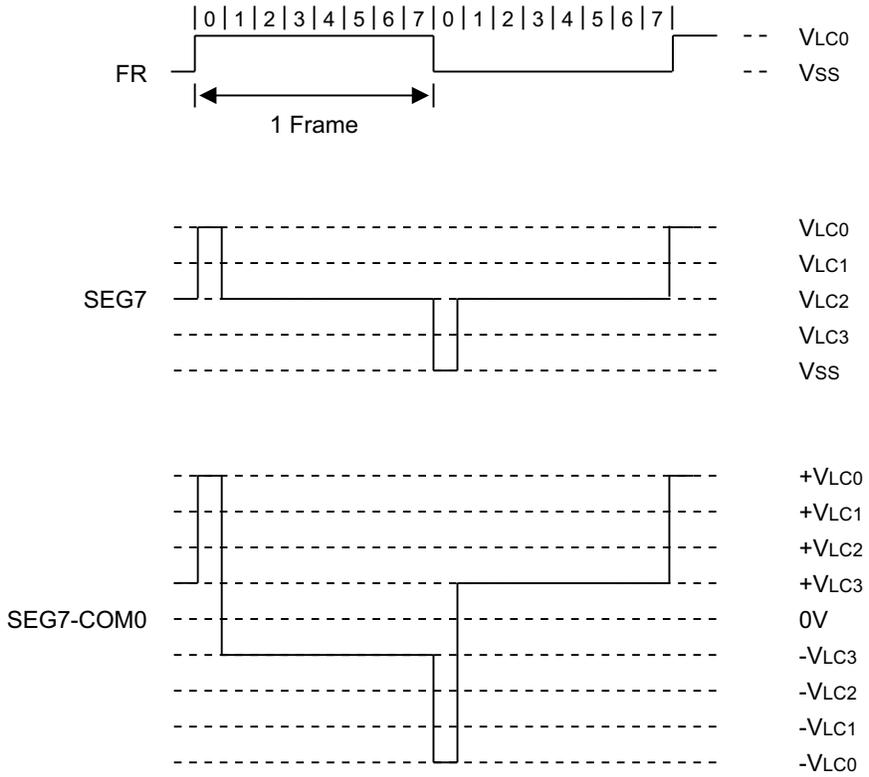 0 1 2 3 4 5 6 7 0 1 2 3 4 5 6 7
VLC0
FR
VSS
1 Frame
VLC0
VLC1
SEG7
VLC2
VLC3
VSS
+VLC0
+VLC1
+VLC2
+VLC3
SEG7-COM0
0V
-VLC3
-VLC2
-VLC1
-VLC0